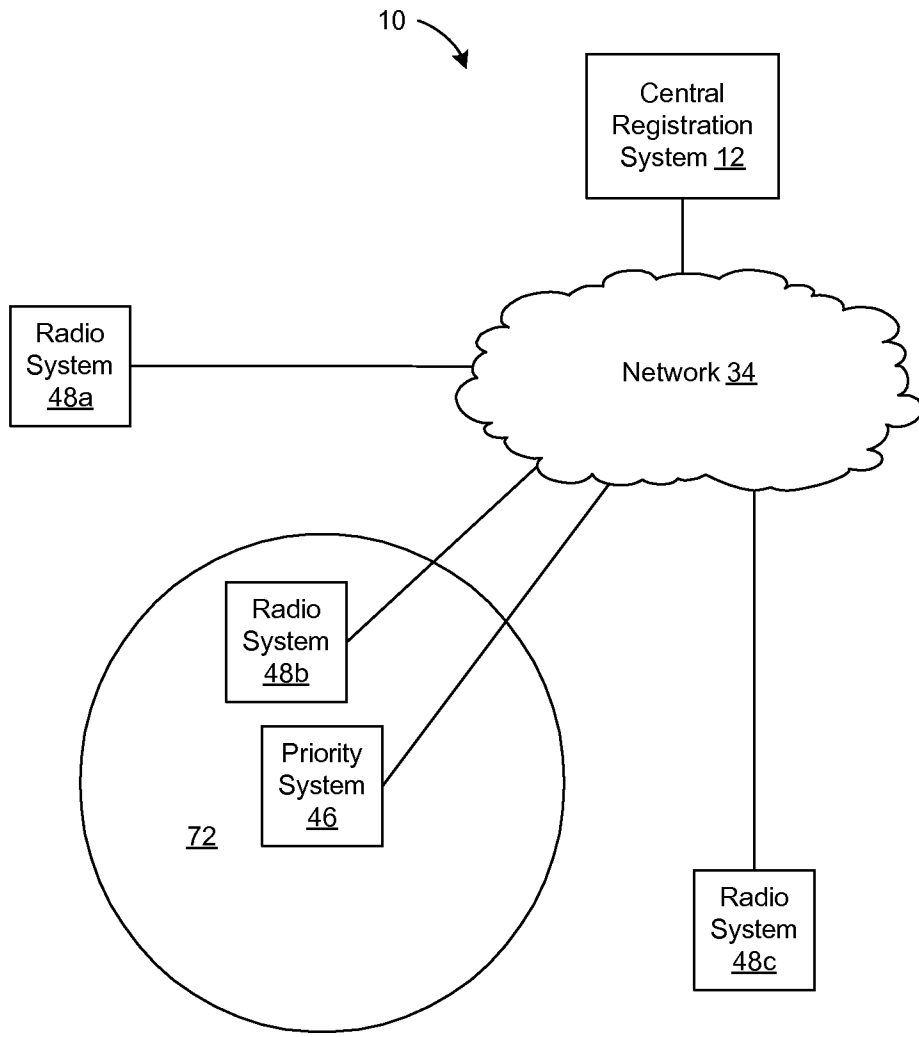 10
Central
Registration
System 12
Radio
System
48a
Network 34
Radio
System
48b
Priority
System
46
72
Radio
System
48c